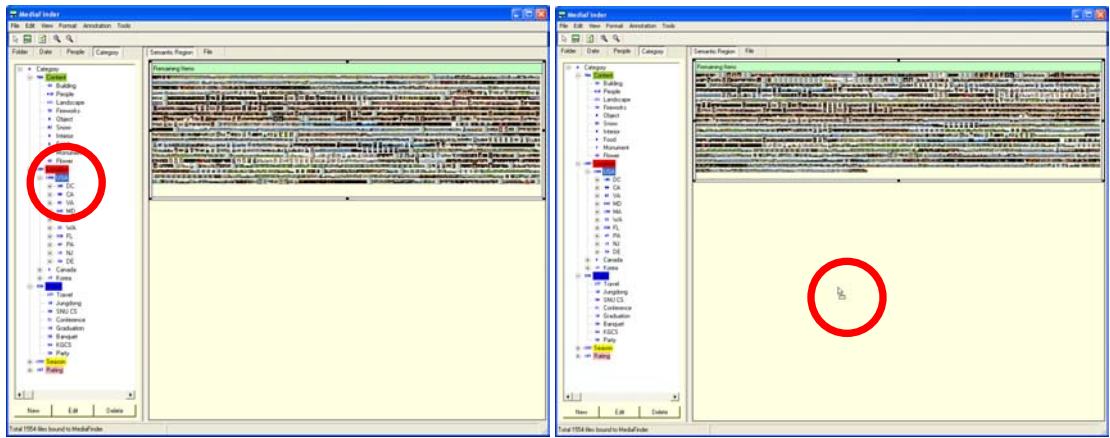 MediaFinder
File Edit View Format Annotation Tools
Folder Date People Category
Semantic Region File
Category
Content
Building
People
Landscape
Fireworks
Object
Snow
Interior
Food
Monument
Flower
USA
DC
CA
VA
MD
WA
FL
PA
NJ
DE
Canada
Korea
Travel
Jungdong
SNU CS
Conference
Graduation
Banquet
KGCS
Party
Season
Rating
New Edit Delete
Total 1554 files bound to MediaFinder
Remaining Items
MediaFinder
File Edit View Format Annotation Tools
Folder Date People Category
Semantic Region File
Category
Content
Building
People
Landscape
Fireworks
Object
Snow
Interior
Food
Monument
Flower
USA
DC
CA
VA
MD
MA
WA
FL
PA
NJ
DE
Canada
Korea
Travel
Jungdong
SNU CS
Conference
Graduation
Banquet
KGCS
Party
Season
Rating
New Edit Delete
Total 1554 files bound to MediaFinder
Remaining Items